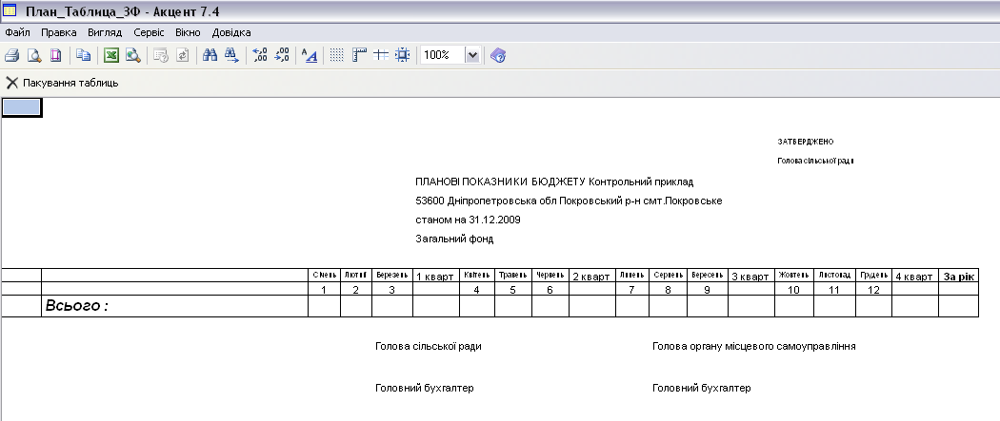 План_Таблица_ЗФ - Акцент 7.4
Файл Правка Вигляд Сервіс Вікно Довідка
100%
Пакування таблиць
ЗАТВЕРДЖЕНО
Голова сільської ради
ПЛАНОВІ ПОКАЗНИКИ БЮДЖЕТУ Контрольний приклад
53600 Дніпропетровська обл Покровський р-н смт.Покровське
станом на 31.12.2009
Загальний фонд
Січень Лютий Березень 1 кварт Квітень Травень Червень 2 кварт Липень Серпень Вересень 3 кварт Жовтень Листопад Грудень 4 кварт За рік
1 2 3 4 5 6 7 8 9 10 11 12
Всього :
Голова сільської ради Голова органу місцевого самоуправління
Головний бухгалтер Головний бухгалтер